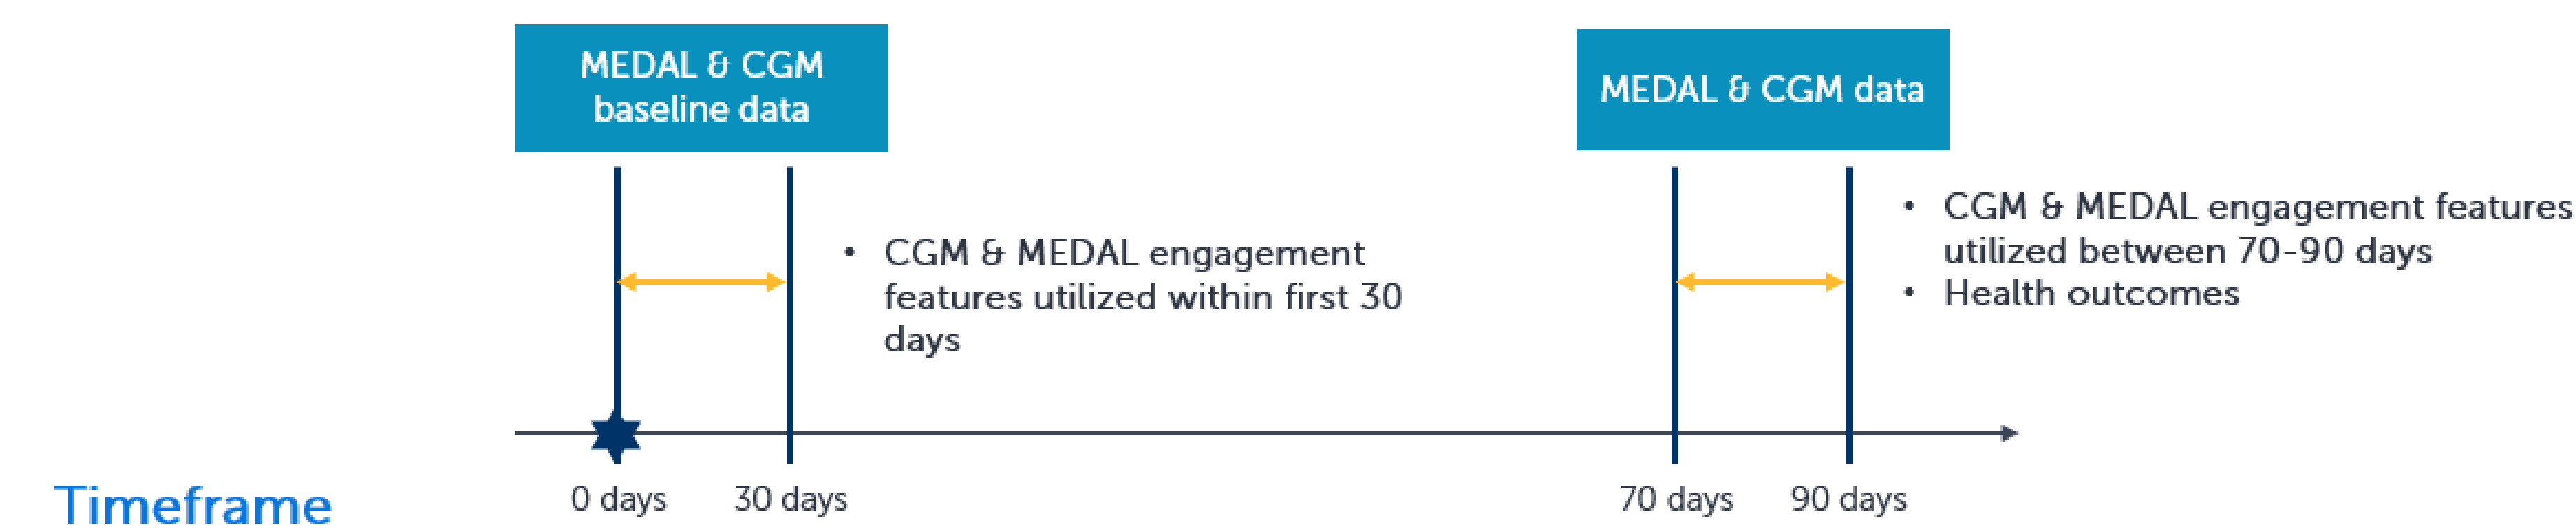 MEDAL & CGM
baseline data
MEDAL & CGM data
• CGM & MEDAL engagement
features utilized within first 30
days
• CGM & MEDAL engagement features
utilized between 70-90 days
• Health outcomes
0 days
30 days
70 days
90 days
Timeframe